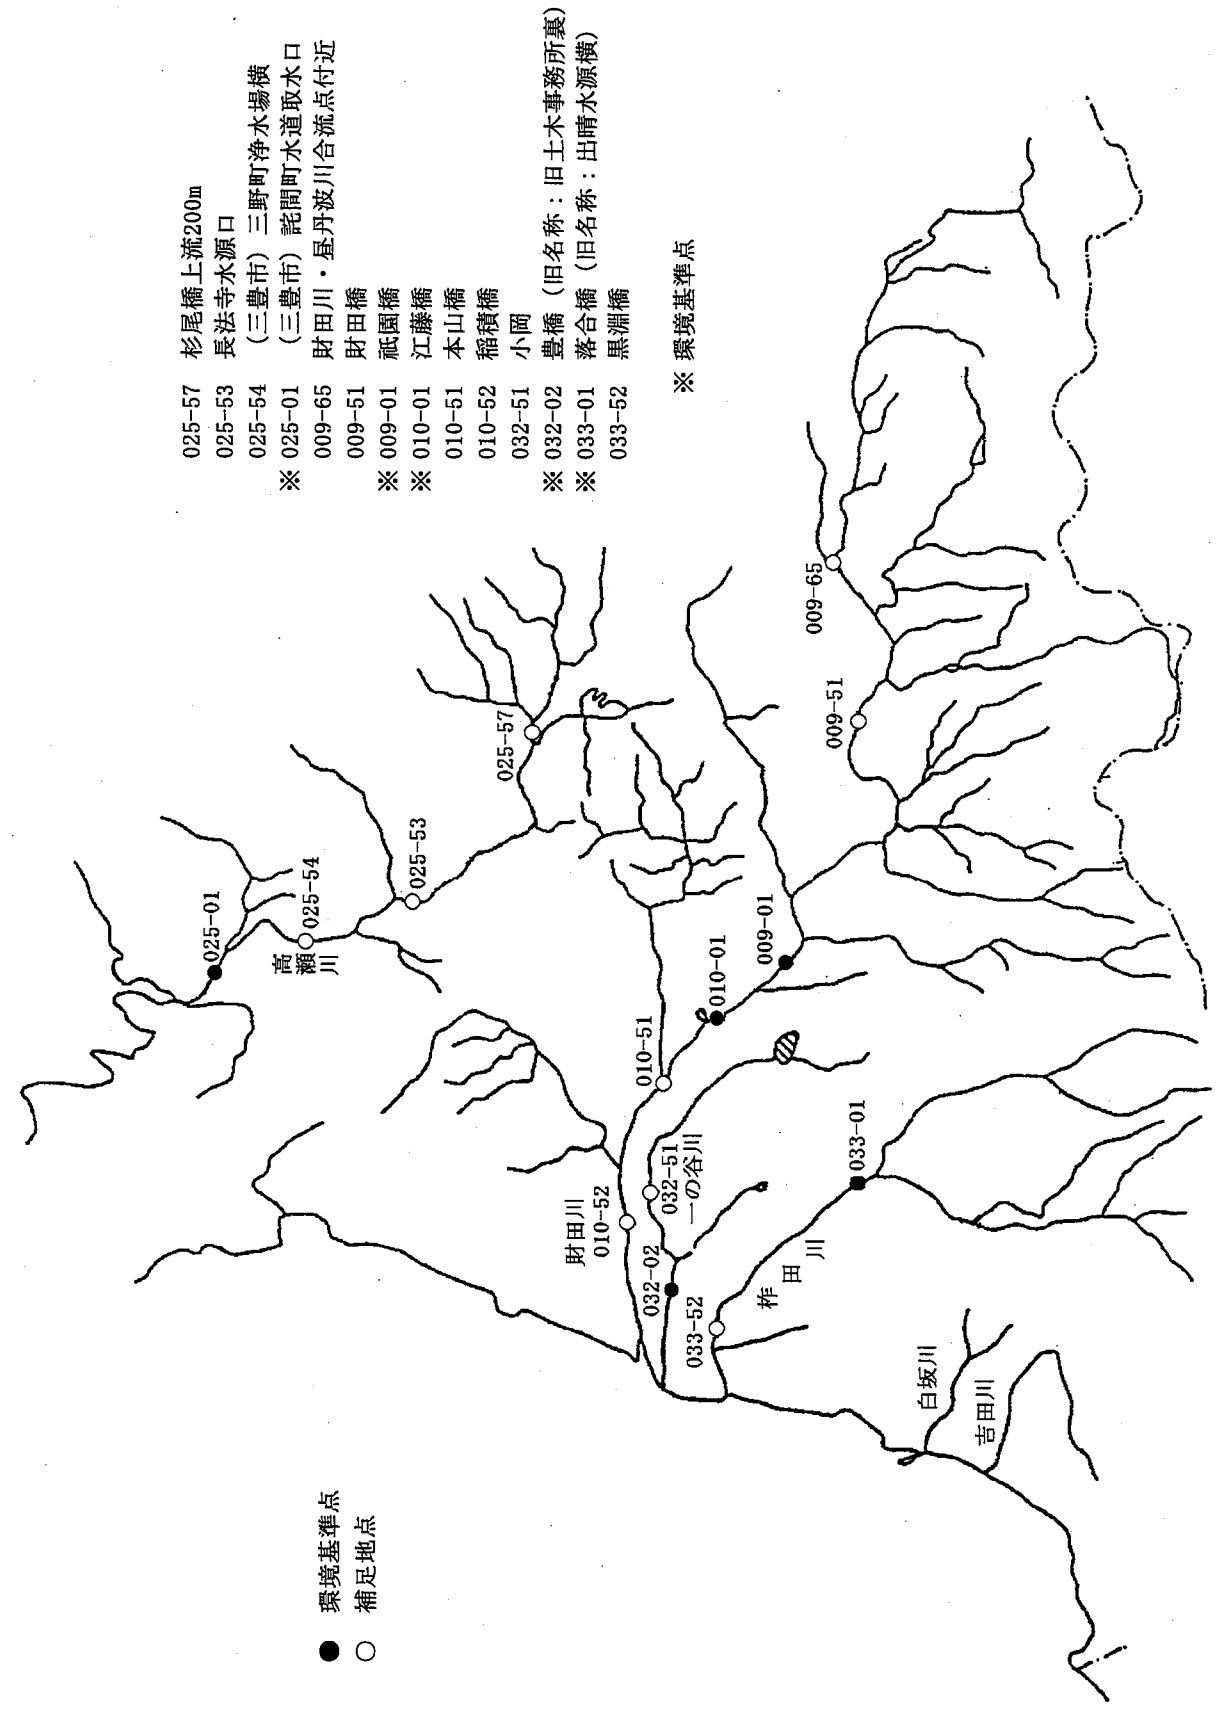 025-57 杉尾橋上流200m
025-53 長法寺水源口
025-54 (三豊市) 三野町浄水場横
※ 025-01 (三豊市) 詫間町水道取水口
009-65 財田川・昼丹波川合流点付近
009-51 財田橋
※ 009-01 祇園橋
※ 010-01 江藤橋
010-51 本山橋
010-52 稲積橋
032-51 小岡
※ 032-02 豊橋 (旧名称：旧土木事務所裏)
※ 033-01 落合橋 (旧名称：出晴水源横)
033-52 黒淵橋
※ 環境基準点
025-01
025-54
高瀬川
025-53
025-57
財田川
010-52
010-51
010-01
009-01
009-51
009-65
032-02
032-51
一の谷川
033-52
033-01
柞田川
白坂川
吉田川
● 環境基準点
○ 補足地点